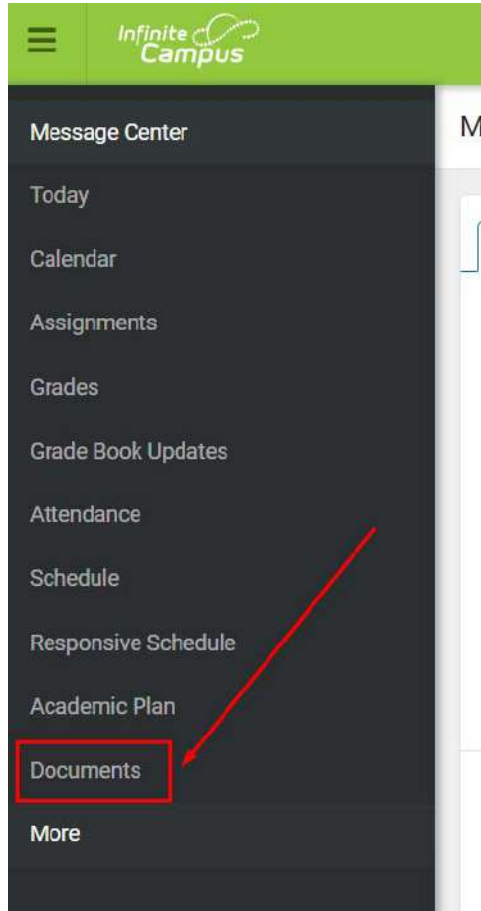 Infinite
Campus
Message Center
M
Today
Calendar
Assignments
Grades
Grade Book Updates
Attendance
Schedule
Responsive Schedule
Academic Plan
Documents
More